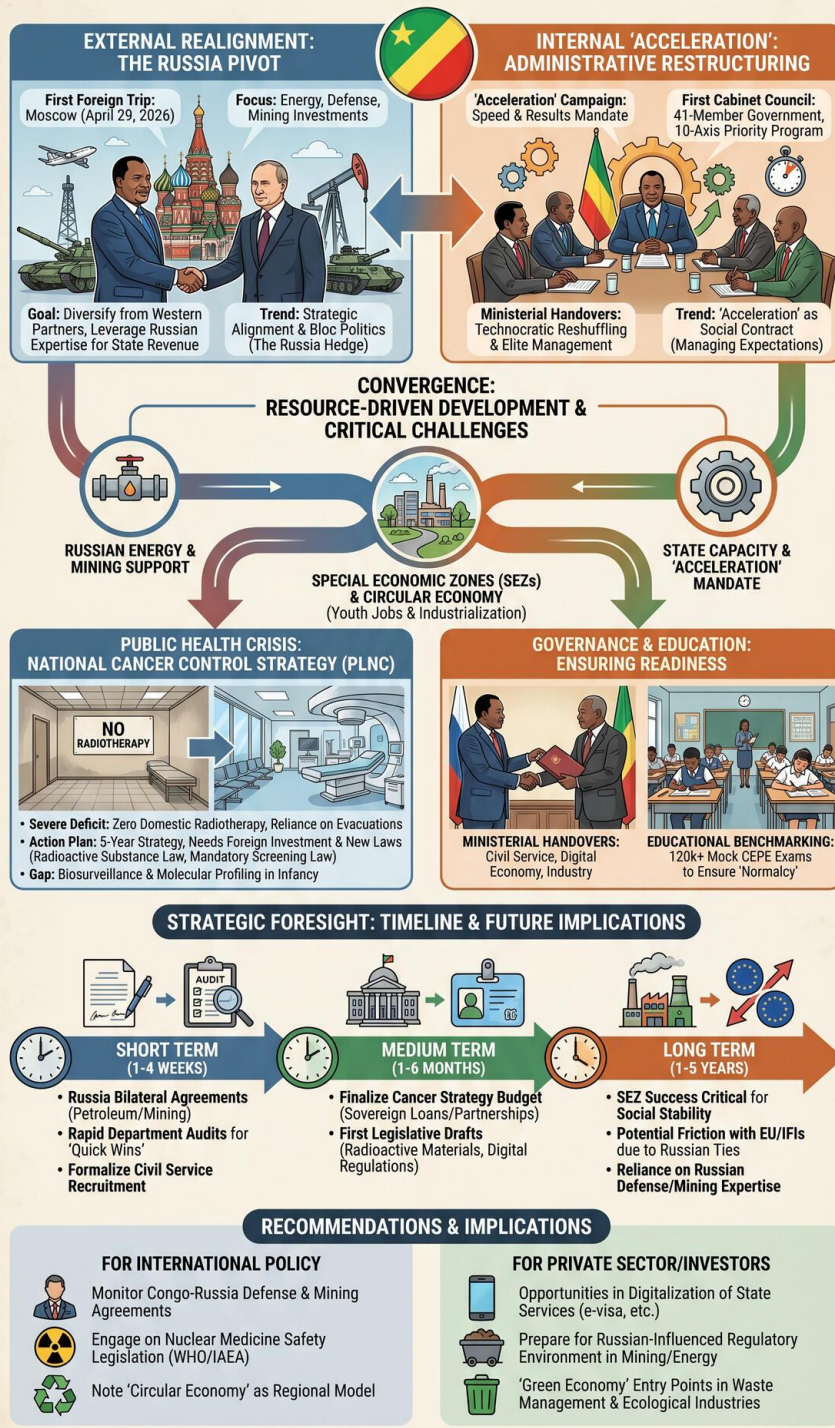 EXTERNAL REALIGNMENT:
THE RUSSIA PIVOT
First Foreign Trip:
Moscow (April 29, 2026)
Focus: Energy, Defense,
Mining Investments
Goal: Diversify from Western
Partners, Leverage Russian
Expertise for State Revenue
Trend: Strategic
Alignment & Bloc Politics
(The Russia Hedge)
INTERNAL ‘ACCELERATION’:
ADMINISTRATIVE RESTRUCTURING
'Acceleration' Campaign:
Speed & Results Mandate
First Cabinet Council:
41-Member Government,
10-Axis Priority Program
Ministerial Handovers:
Technocratic Reshuffling
& Elite Management
Trend: ‘Acceleration’ as
Social Contract
(Managing Expectations)
CONVERGENCE:
RESOURCE-DRIVEN DEVELOPMENT &
CRITICAL CHALLENGES
RUSSIAN ENERGY &
MINING SUPPORT
SPECIAL ECONOMIC ZONES (SEZs)
& CIRCULAR ECONOMY
(Youth Jobs & Industrialization)
STATE CAPACITY &
‘ACCELERATION’
MANDATE
PUBLIC HEALTH CRISIS:
NATIONAL CANCER CONTROL STRATEGY (PLNC)
NO
RADIOTHERAPY
• Severe Deficit: Zero Domestic Radiotherapy, Reliance on Evacuations
• Action Plan: 5-Year Strategy, Needs Foreign Investment & New Laws
(Radioactive Substance Law, Mandatory Screening Law)
• Gap: Biosurveillance & Molecular Profiling in Infancy
GOVERNANCE & EDUCATION:
ENSURING READINESS
MINISTERIAL HANDOVERS:
Civil Service, Digital
Economy, Industry
EDUCATIONAL BENCHMARKING:
120k+ Mock CEPE Exams
to Ensure ‘Normalcy’
STRATEGIC FORESIGHT: TIMELINE & FUTURE IMPLICATIONS
AUDIT
SHORT TERM
(1-4 WEEKS)
• Russia Bilateral Agreements
(Petroleum/Mining)
• Rapid Department Audits for
‘Quick Wins’
• Formalize Civil Service
Recruitment
MEDIUM TERM
(1-6 MONTHS)
• Finalize Cancer Strategy Budget
(Sovereign Loans/Partnerships)
• First Legislative Drafts
(Radioactive Materials, Digital
Regulations)
LONG TERM
(1-5 YEARS)
• SEZ Success Critical for
Social Stability
• Potential Friction with EU/IFIs
due to Russian Ties
• Reliance on Russian
Defense/Mining Expertise
RECOMMENDATIONS & IMPLICATIONS
FOR INTERNATIONAL POLICY
Monitor Congo-Russia Defense & Mining
Agreements
Engage on Nuclear Medicine Safety
Legislation (WHO/IAEA)
Note ‘Circular Economy’ as Regional Model
FOR PRIVATE SECTOR/INVESTORS
Opportunities in Digitalization of State
Services (e-visa, etc.)
Prepare for Russian-Influenced Regulatory
Environment in Mining/Energy
‘Green Economy’ Entry Points in Waste
Management & Ecological Industries